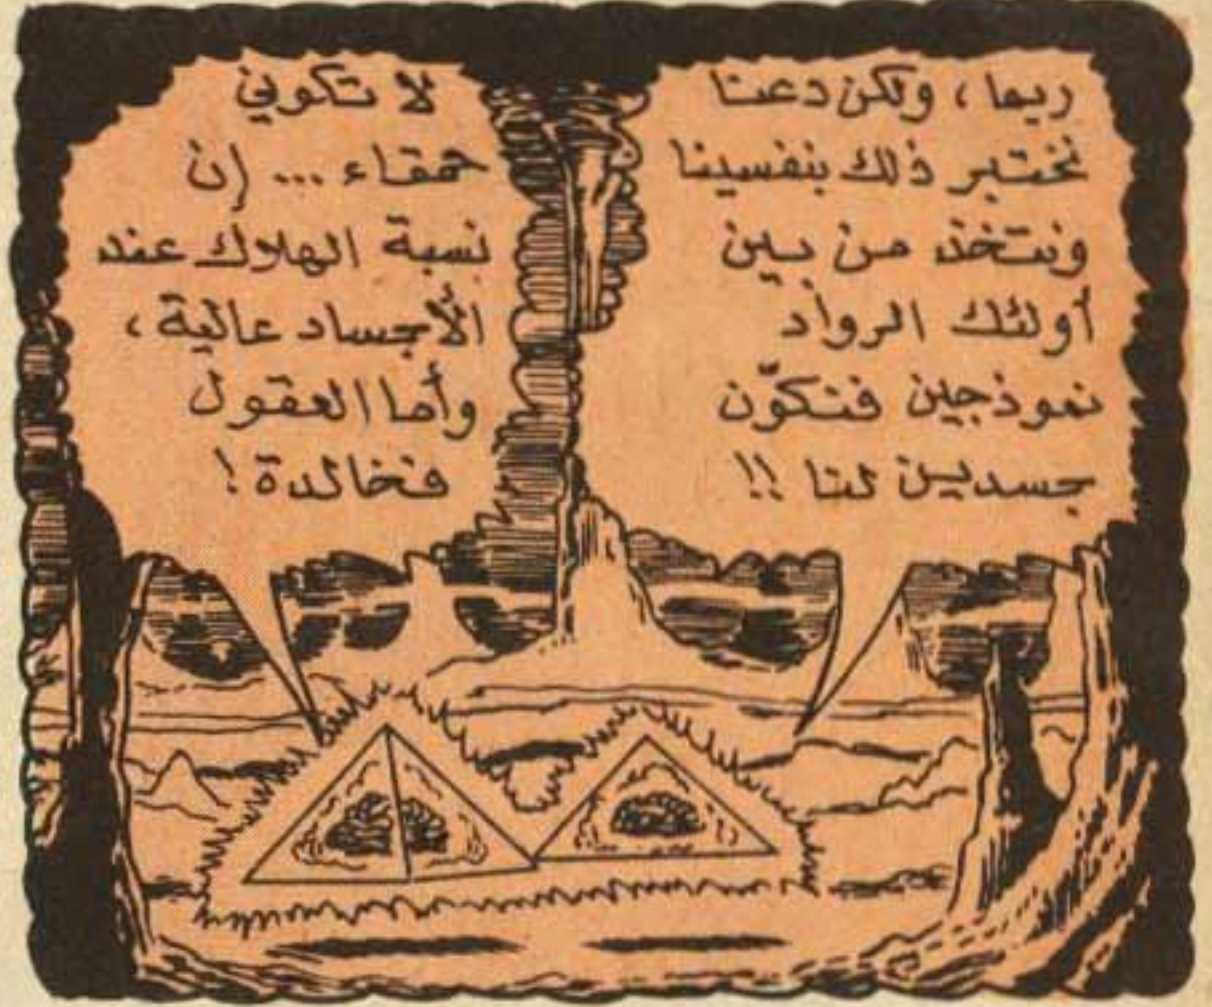 ربما، ولكن دعنا
نختبر ذلك بنفسينا
ونتخذ من بين
أولئك الرواد
نموذجين فنكوّن
جسدين لنا !!
لا تكوني
حمقاء ... إن
نسبة الهلاك عند
الأجساد عالية،
وأما العقول
فخالدة !